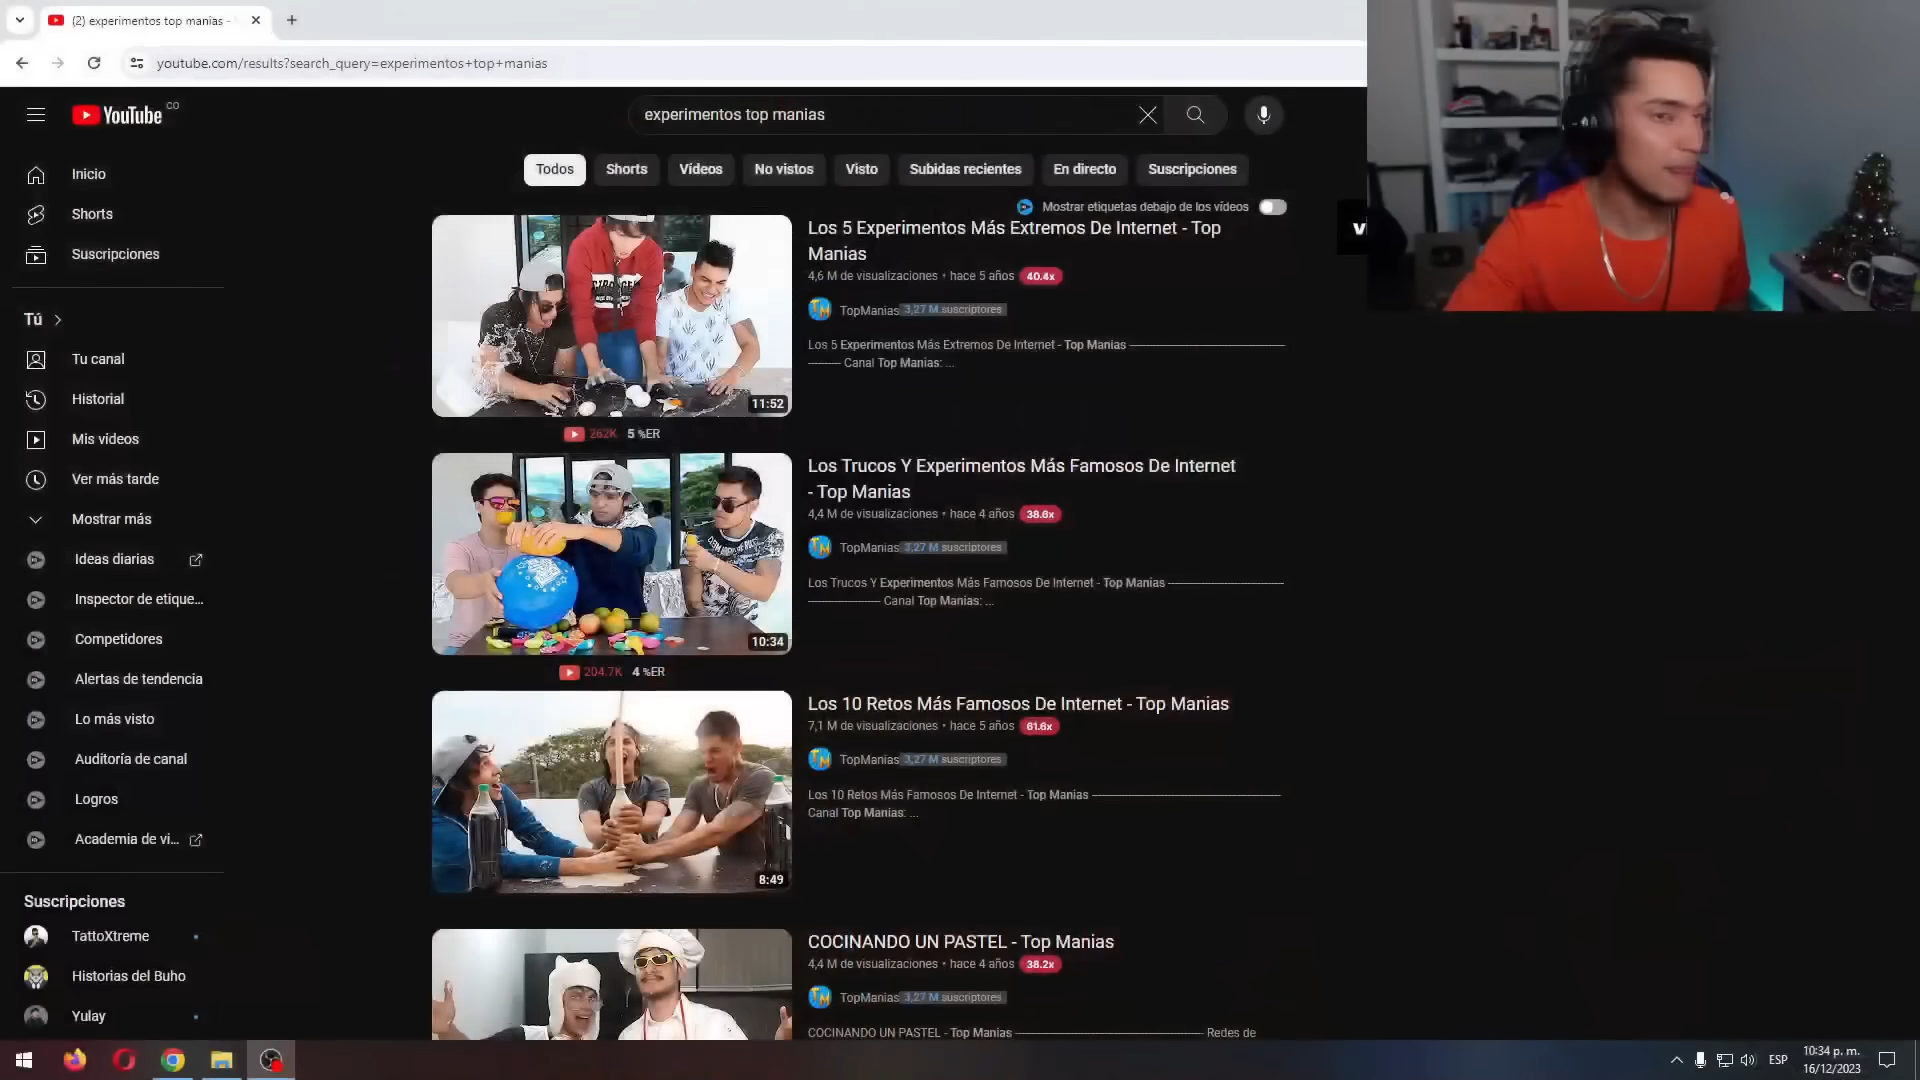 (2) experimentos top manias -
youtube.com/results?search_query=experimentos+top+manias
YouTube CO
experimentos top manias
Todos
Shorts
Vídeos
No vistos
Visto
Subidas recientes
En directo
Suscripciones
Mostrar etiquetas debajo de los vídeos
Inicio
Shorts
Suscripciones
Tú
Tu canal
Historial
Mis vídeos
Ver más tarde
Mostrar más
Ideas diarias
Inspector de etique...
Competidores
Alertas de tendencia
Lo más visto
Auditoría de canal
Logros
Academia de vi...
Suscripciones
TattoXtreme
Historias del Buho
Yulay
11:52
262K 5 %ER
Los 5 Experimentos Más Extremos De Internet - Top
Manias
4,6 M de visualizaciones • hace 5 años 40.4x
TopManias 3,27 M suscriptores
Los 5 Experimentos Más Extremos De Internet - Top Manias ----------
---------- Canal Top Manias: ...
10:34
204.7K 4 %ER
Los Trucos Y Experimentos Más Famosos De Internet
- Top Manias
4,4 M de visualizaciones • hace 4 años 38.6x
TopManias 3,27 M suscriptores
Los Trucos Y Experimentos Más Famosos De Internet - Top Manias ----------
---------- Canal Top Manias: ...
8:49
Los 10 Retos Más Famosos De Internet - Top Manias
7,1 M de visualizaciones • hace 5 años 61.6x
TopManias 3,27 M suscriptores
Los 10 Retos Más Famosos De Internet - Top Manias ----------
Canal Top Manias: ...
COCINANDO UN PASTEL - Top Manias
4,4 M de visualizaciones • hace 4 años 38.2x
TopManias 3,27 M suscriptores
COCINANDO UN PASTEL - Top Manias ---------- Redes de
ESP
10:34 p. m.
16/12/2023